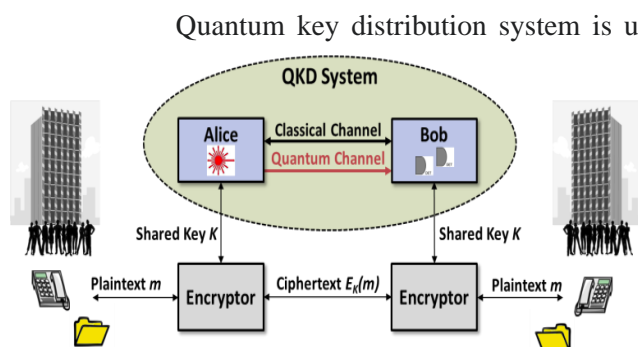 Quantum key distribution system is u
QKD System
Alice Classical Channel Bob
Quantum Channel
Shared Key K Shared Key K
Plaintext m Encryptor Ciphertext EK(m) Encryptor Plaintext m